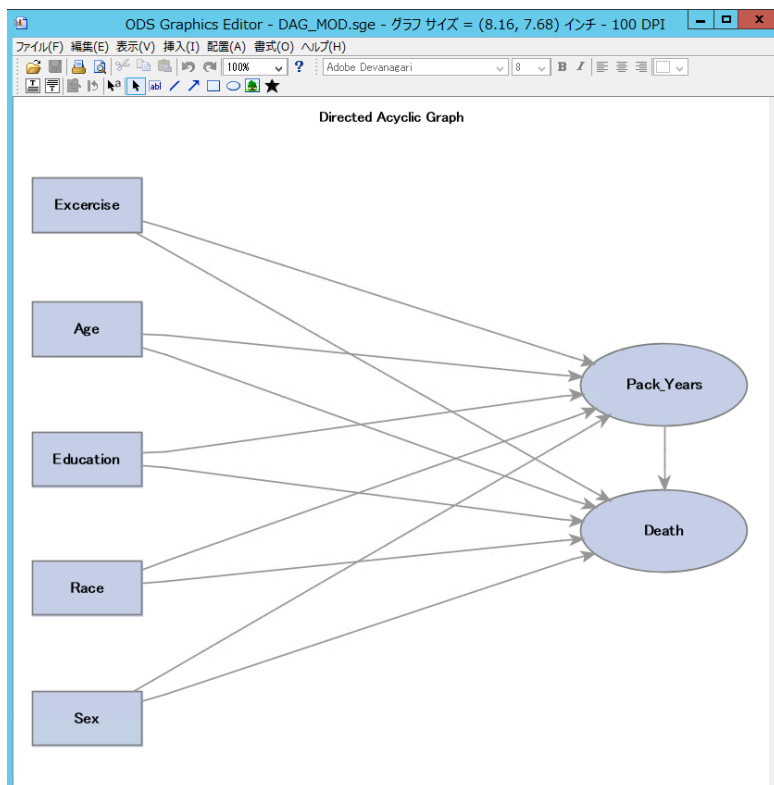 ODS Graphics Editor - DAG_MOD.sge - グラフ サイズ = (8.16, 7.68) インチ - 100 DPI
ファイル(F) 編集(E) 表示(V) 挿入(I) 配置(A) 書式(O) ヘルプ(H)
100% ? Adobe Devanagari 8 B I
abl
Directed Acyclic Graph
Excercise
Age
Pack_Years
Education
Death
Race
Sex